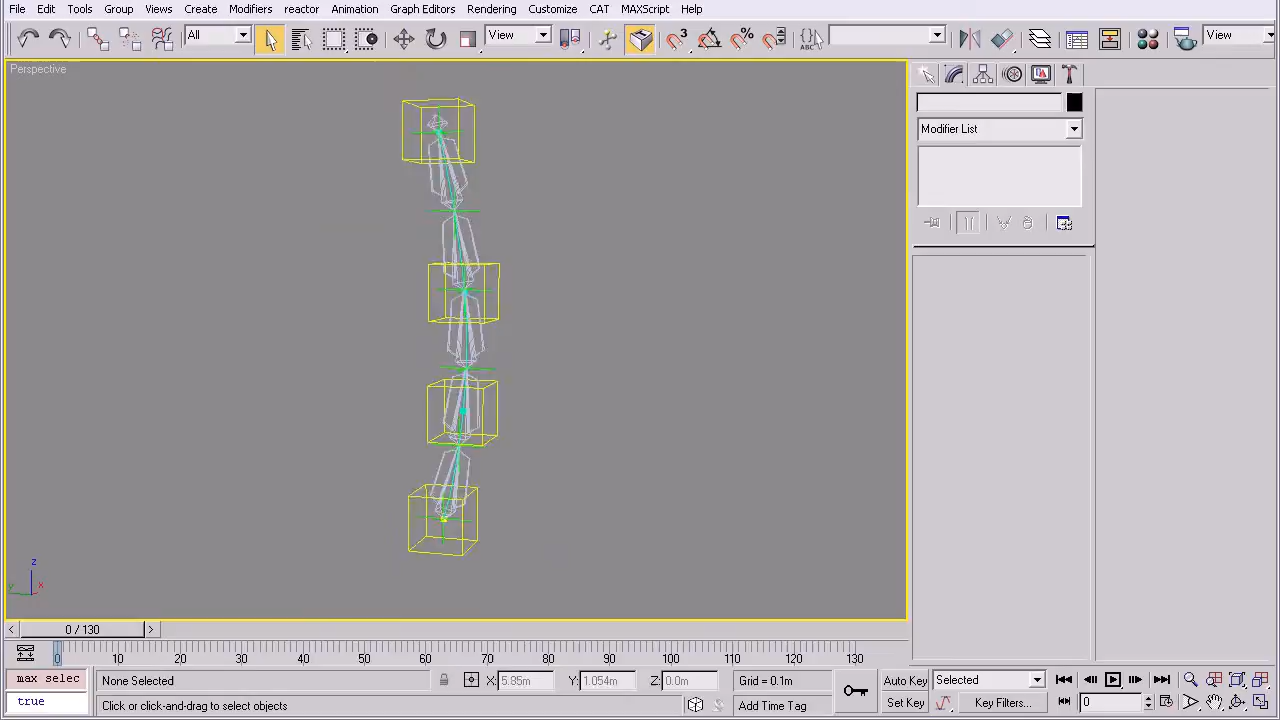 File Edit Tools Group Views Create Modifiers reactor Animation Graph Editors Rendering Customize CAT MAXScript Help
All View 3 % ABC View
Perspective
Modifier List
z
y x
< 0 / 130 >
0 10 20 30 40 50 60 70 80 90 100 110 120 130
max selec None Selected X: 5.85m Y: 1.054m Z: 0.0m Grid = 0.1m Auto Key Selected
true Click or click-and-drag to select objects Add Time Tag Set Key Key Filters... 0